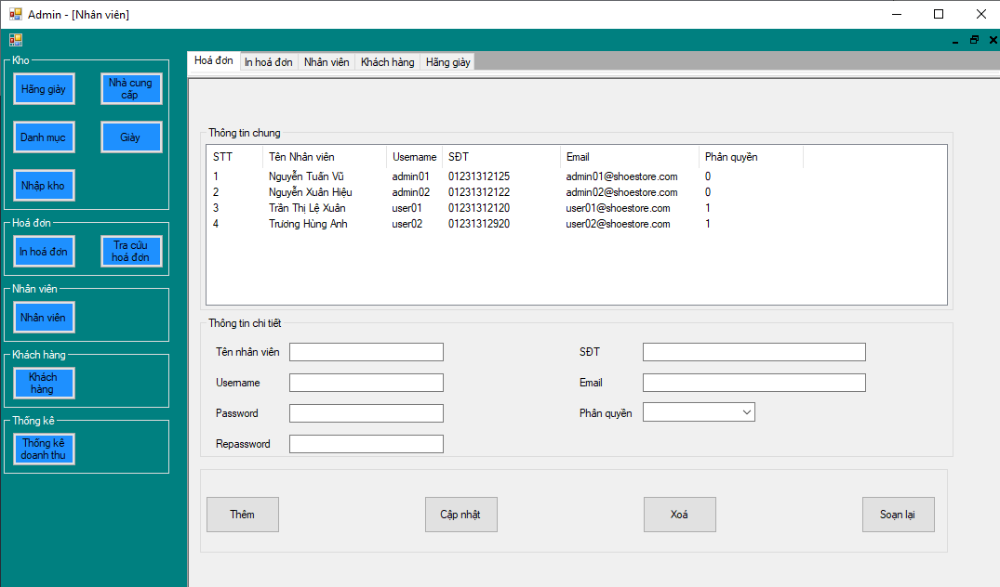 Admin - [Nhân viên]
Kho
Hãng giày
Nhà cung
cấp
Danh mục
Giày
Nhập kho
Hoá đơn
In hoá đơn
Tra cứu
hoá đơn
Nhân viên
Nhân viên
Khách hàng
Khách
hàng
Thống kê
Thống kê
doanh thu
Hoá đơn In hoá đơn Nhân viên Khách hàng Hãng giày
Thông tin chung
STT Tên Nhân viên Username SĐT Email Phân quyền
1 Nguyễn Tuấn Vũ admin01 01231312125 admin01@shoestore.com 0
2 Nguyễn Xuân Hiệu admin02 01231312122 admin02@shoestore.com 0
3 Trần Thị Lệ Xuân user01 01231312120 user01@shoestore.com 1
4 Trương Hùng Anh user02 01231312920 user02@shoestore.com 1
Thông tin chi tiết
Tên nhân viên
SĐT
Username
Email
Password
Phân quyền
Repassword
Thêm
Cập nhật
Xoá
Soạn lại